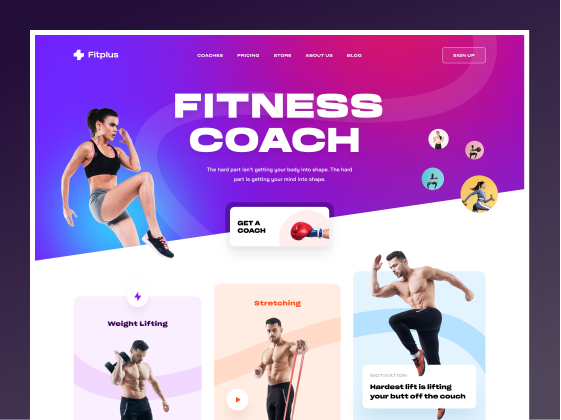 Fitplus
COACHES PRICING STORE ABOUT US BLOG
SIGN UP
FITNESS
COACH
The hard part isn't getting your body into shape. The hard
part is getting your mind into shape.
GET A
COACH
Weight Lifting
Stretching
MOTIVATION
Hardest lift is lifting
your butt off the couch